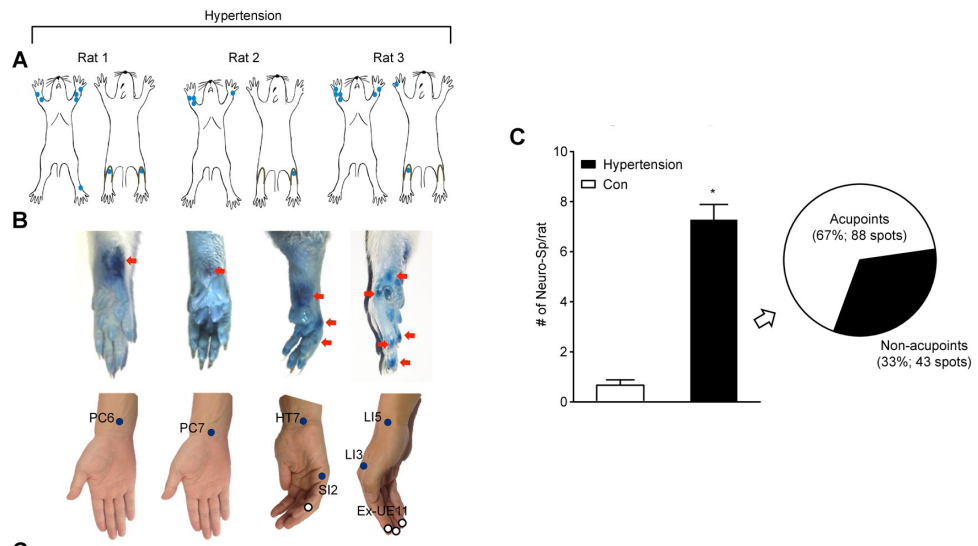 Hypertension
A
Rat 1
Rat 2
Rat 3
B
PC6
PC7
HT7
SI2
LI5
LI3
Ex-UE11
C
# of Neuro-Sp/rat
10
8
6
4
2
0
Hypertension
Con
*
Acupoints
(67%; 88 spots)
Non-acupoints
(33%; 43 spots)